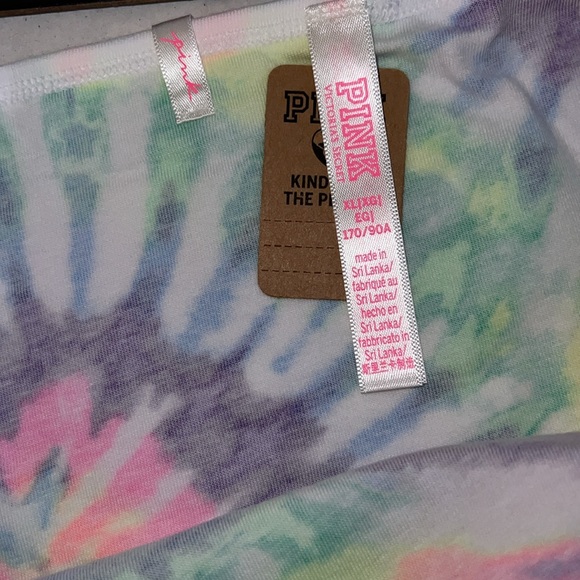 pink
PINK
VICTORIA'S SECRET
XL|XG|
EG|
170/90A
made in
Sri Lanka/
fabriqué au
Sri Lanka/
hecho en
Sri Lanka/
fabbricato in
Sri Lanka/
斯里兰卡制造
P
KIND
THE P